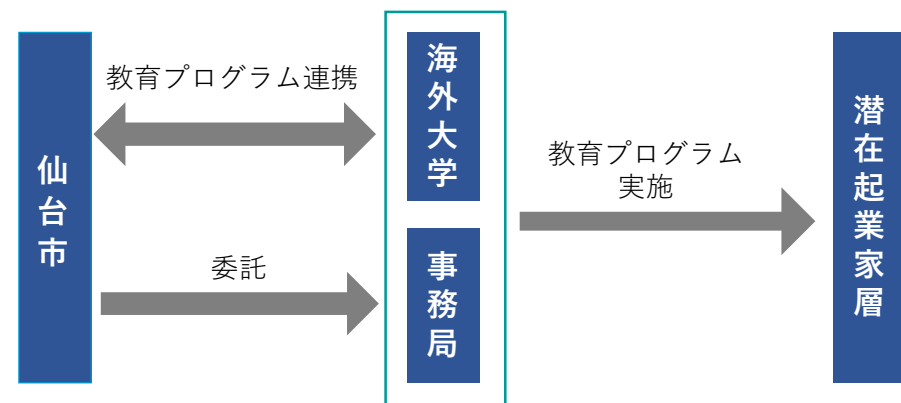 仙台市
教育プログラム連携
委託
海外大学
事務局
教育プログラム
実施
潜在起業家層